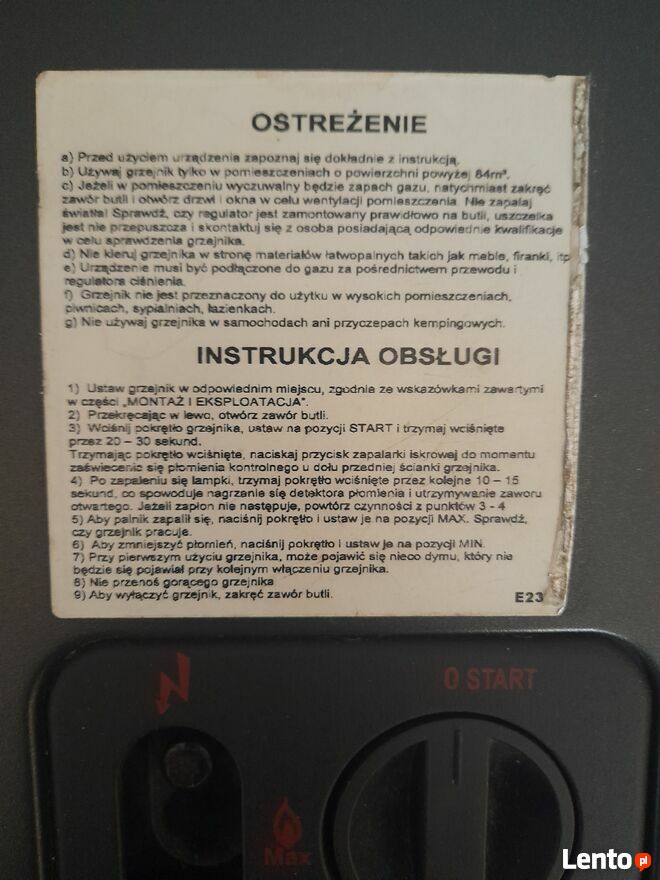 OSTREŻENIE
a) Przed użyciem urządzenia zapoznaj się dokładnie z instrukcją.
b) Używaj grzejnik tylko w pomieszczeniach o powierzchni powyżej 84m³.
c) Jeżeli w pomieszczeniu wyczuwalny będzie zapach gazu, natychmiast zakręć
zawór butli i otwórz drzwi i okna w celu wentylacji pomieszczenia. Nie zapalaj
światła! Sprawdź, czy regulator jest zamontowany prawidłowo na butli, uszczelka
jest nie przepuszcza i skontaktuj się z osoba posiadającą odpowiednie kwalifikacje
w celu sprawdzenia grzejnika.
d) Nie kieruj grzejnika w stronę materiałów łatwopalnych takich jak meble, firanki, itp
e) Urządzenie musi być podłączone do gazu za pośrednictwem przewodu i
regulatora ciśnienia.
f) Grzejnik nie jest przeznaczony do użytku w wysokich pomieszczeniach,
piwnicach, sypialniach, łazienkach.
g) Nie używaj grzejnika w samochodach ani przyczepach kempingowych.
INSTRUKCJA OBSŁUGI
1) Ustaw grzejnik w odpowiednim miejscu, zgodnie ze wskazówkami zawartymi
w części „MONTAŻ I EKSPLOATACJA".
2) Przekręcając w lewo, otwórz zawór butli.
3) Wciśnij pokrętło grzejnika, ustaw na pozycji START i trzymaj wciśnięte
przez 20 – 30 sekund.
Trzymając pokrętło wciśnięte, naciskaj przycisk zapalarki iskrowej do momentu
zaświecenia się płomienia kontrolnego u dołu przedniej ścianki grzejnika.
4) Po zapaleniu się lampki, trzymaj pokrętło wciśnięte przez kolejne 10 – 15
sekund, co spowoduje nagrzenie się detektora płomienia i utrzymywanie zaworu
otwartego. Jeżeli zapłon nie następuje, powtórz czynności z punktów 3 - 4
5) Aby palnik zapalił się, naciśnij pokrętło i ustaw je na pozycji MAX. Sprawdź,
czy grzejnik pracuje.
6) Aby zmniejszyć płomień, naciśnij pokrętło i ustaw je na pozycji MIN.
7) Przy pierwszym użyciu grzejnika, może pojawić się nieco dymu, który nie
będzie się pojawiał przy kolejnym włączeniu grzejnika.
8) Nie przenoś gorącego grzejnika
9) Aby wyłączyć grzejnik, zakręć zawór butli.
E23
0 START
Max
Lento.pl